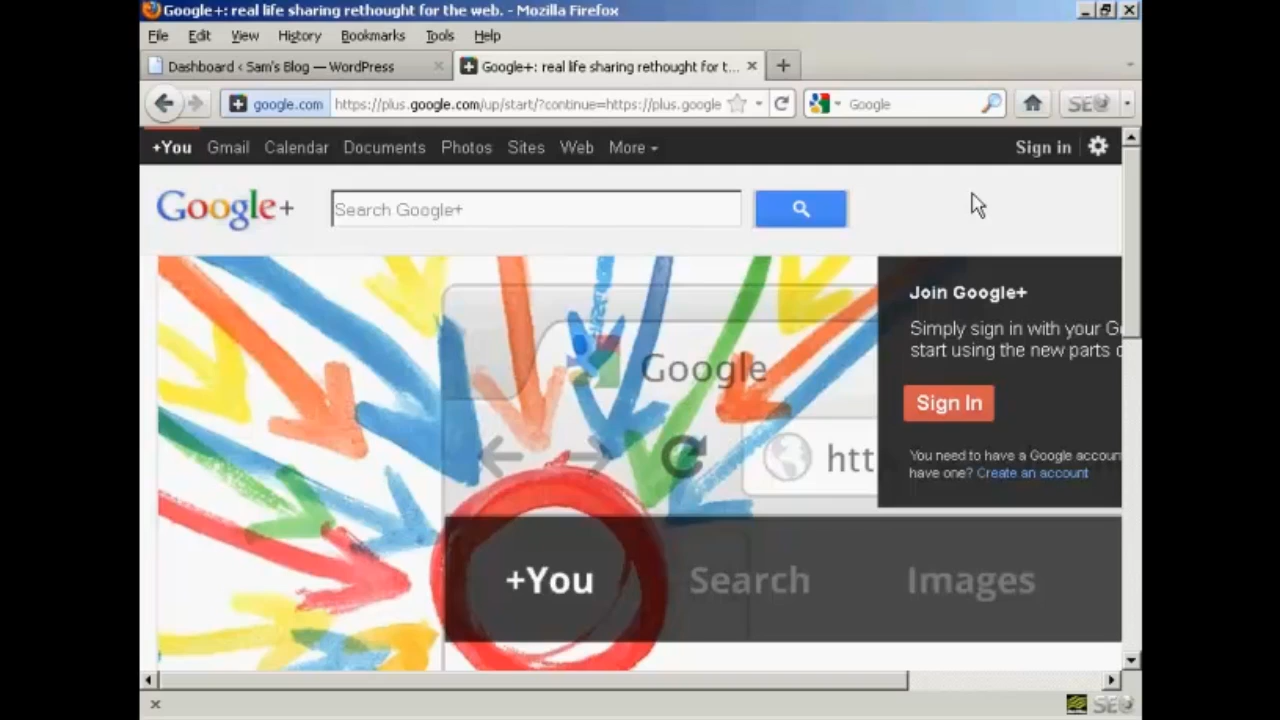 Google+: real life sharing rethought for the web. - Mozilla Firefox
File Edit View History Bookmarks Tools Help
Dashboard ‹ Sam's Blog — WordPress
Google+: real life sharing rethought for t...
google.com https://plus.google.com/up/start/?continue=https://plus.google
Google
SEO
+You Gmail Calendar Documents Photos Sites Web More
Sign in
Google+
Search Google+
Join Google+
Simply sign in with your G
start using the new parts
Sign In
You need to have a Google accoun
have one? Create an account
Google
htt
+You Search Images
SEO